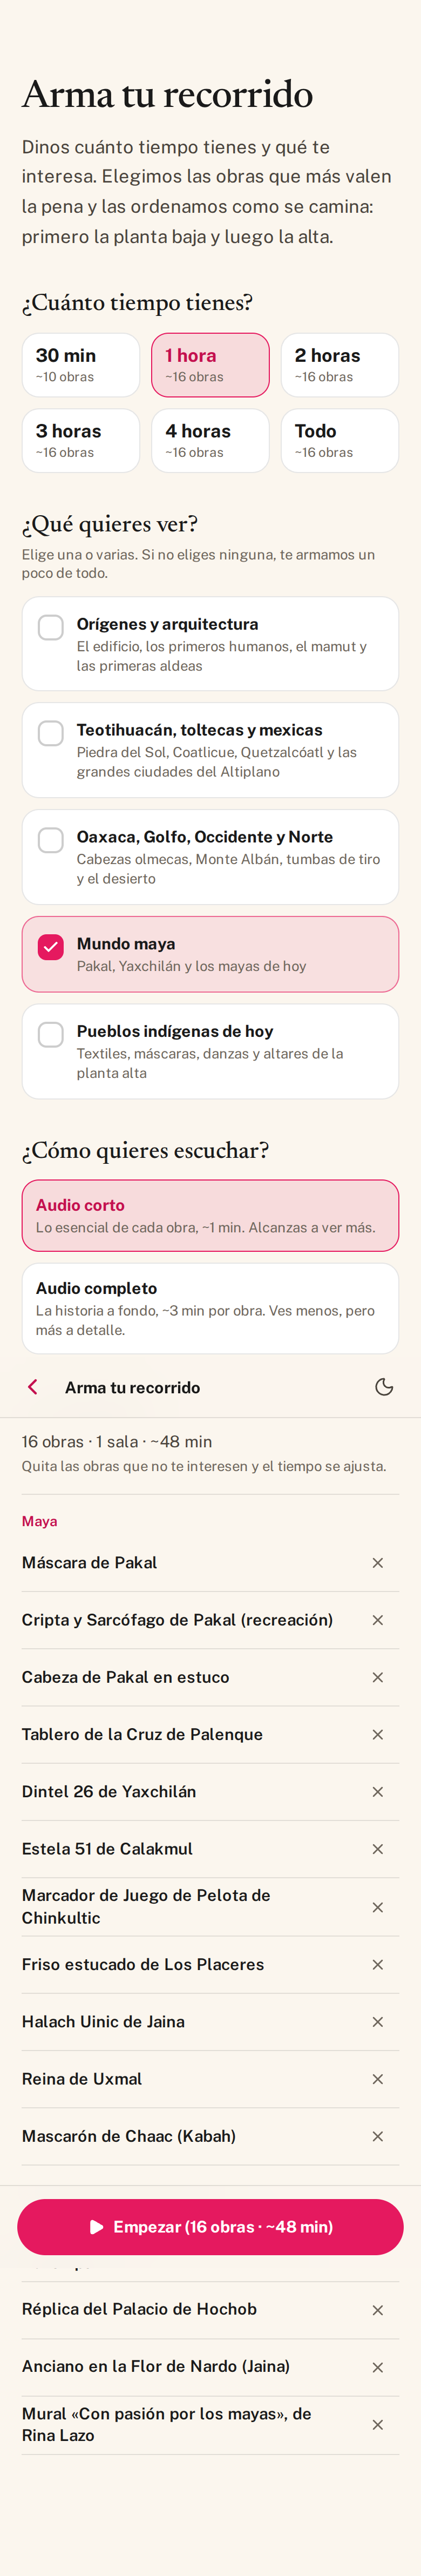 Arma tu recorrido
Dinos cuánto tiempo tienes y qué te
interesa. Elegimos las obras que más valen
la pena y las ordenamos como se camina:
primero la planta baja y luego la alta.
¿Cuánto tiempo tienes?
30 min
~10 obras
1 hora
~16 obras
2 horas
~16 obras
3 horas
~16 obras
4 horas
~16 obras
Todo
~16 obras
¿Qué quieres ver?
Elige una o varias. Si no eliges ninguna, te armamos un
poco de todo.
Orígenes y arquitectura
El edificio, los primeros humanos, el mamut y
las primeras aldeas
Teotihuacán, toltecas y mexicas
Piedra del Sol, Coatlicue, Quetzalcóatl y las
grandes ciudades del Altiplano
Oaxaca, Golfo, Occidente y Norte
Cabezas olmecas, Monte Albán, tumbas de tiro
y el desierto
Mundo maya
Pakal, Yaxchilán y los mayas de hoy
Pueblos indígenas de hoy
Textiles, máscaras, danzas y altares de la
planta alta
¿Cómo quieres escuchar?
Audio corto
Lo esencial de cada obra, ~1 min. Alcanzas a ver más.
Audio completo
La historia a fondo, ~3 min por obra. Ves menos, pero
más a detalle.
Arma tu recorrido
16 obras · 1 sala · ~48 min
Quita las obras que no te interesen y el tiempo se ajusta.
Maya
Máscara de Pakal
Cripta y Sarcófago de Pakal (recreación)
Cabeza de Pakal en estuco
Tablero de la Cruz de Palenque
Dintel 26 de Yaxchilán
Estela 51 de Calakmul
Marcador de Juego de Pelota de
Chinkultic
Friso estucado de Los Placeres
Halach Uinic de Jaina
Reina de Uxmal
Mascarón de Chaac (Kabah)
Empezar (16 obras · ~48 min)
Réplica del Palacio de Hochob
Anciano en la Flor de Nardo (Jaina)
Mural «Con pasión por los mayas», de
Rina Lazo